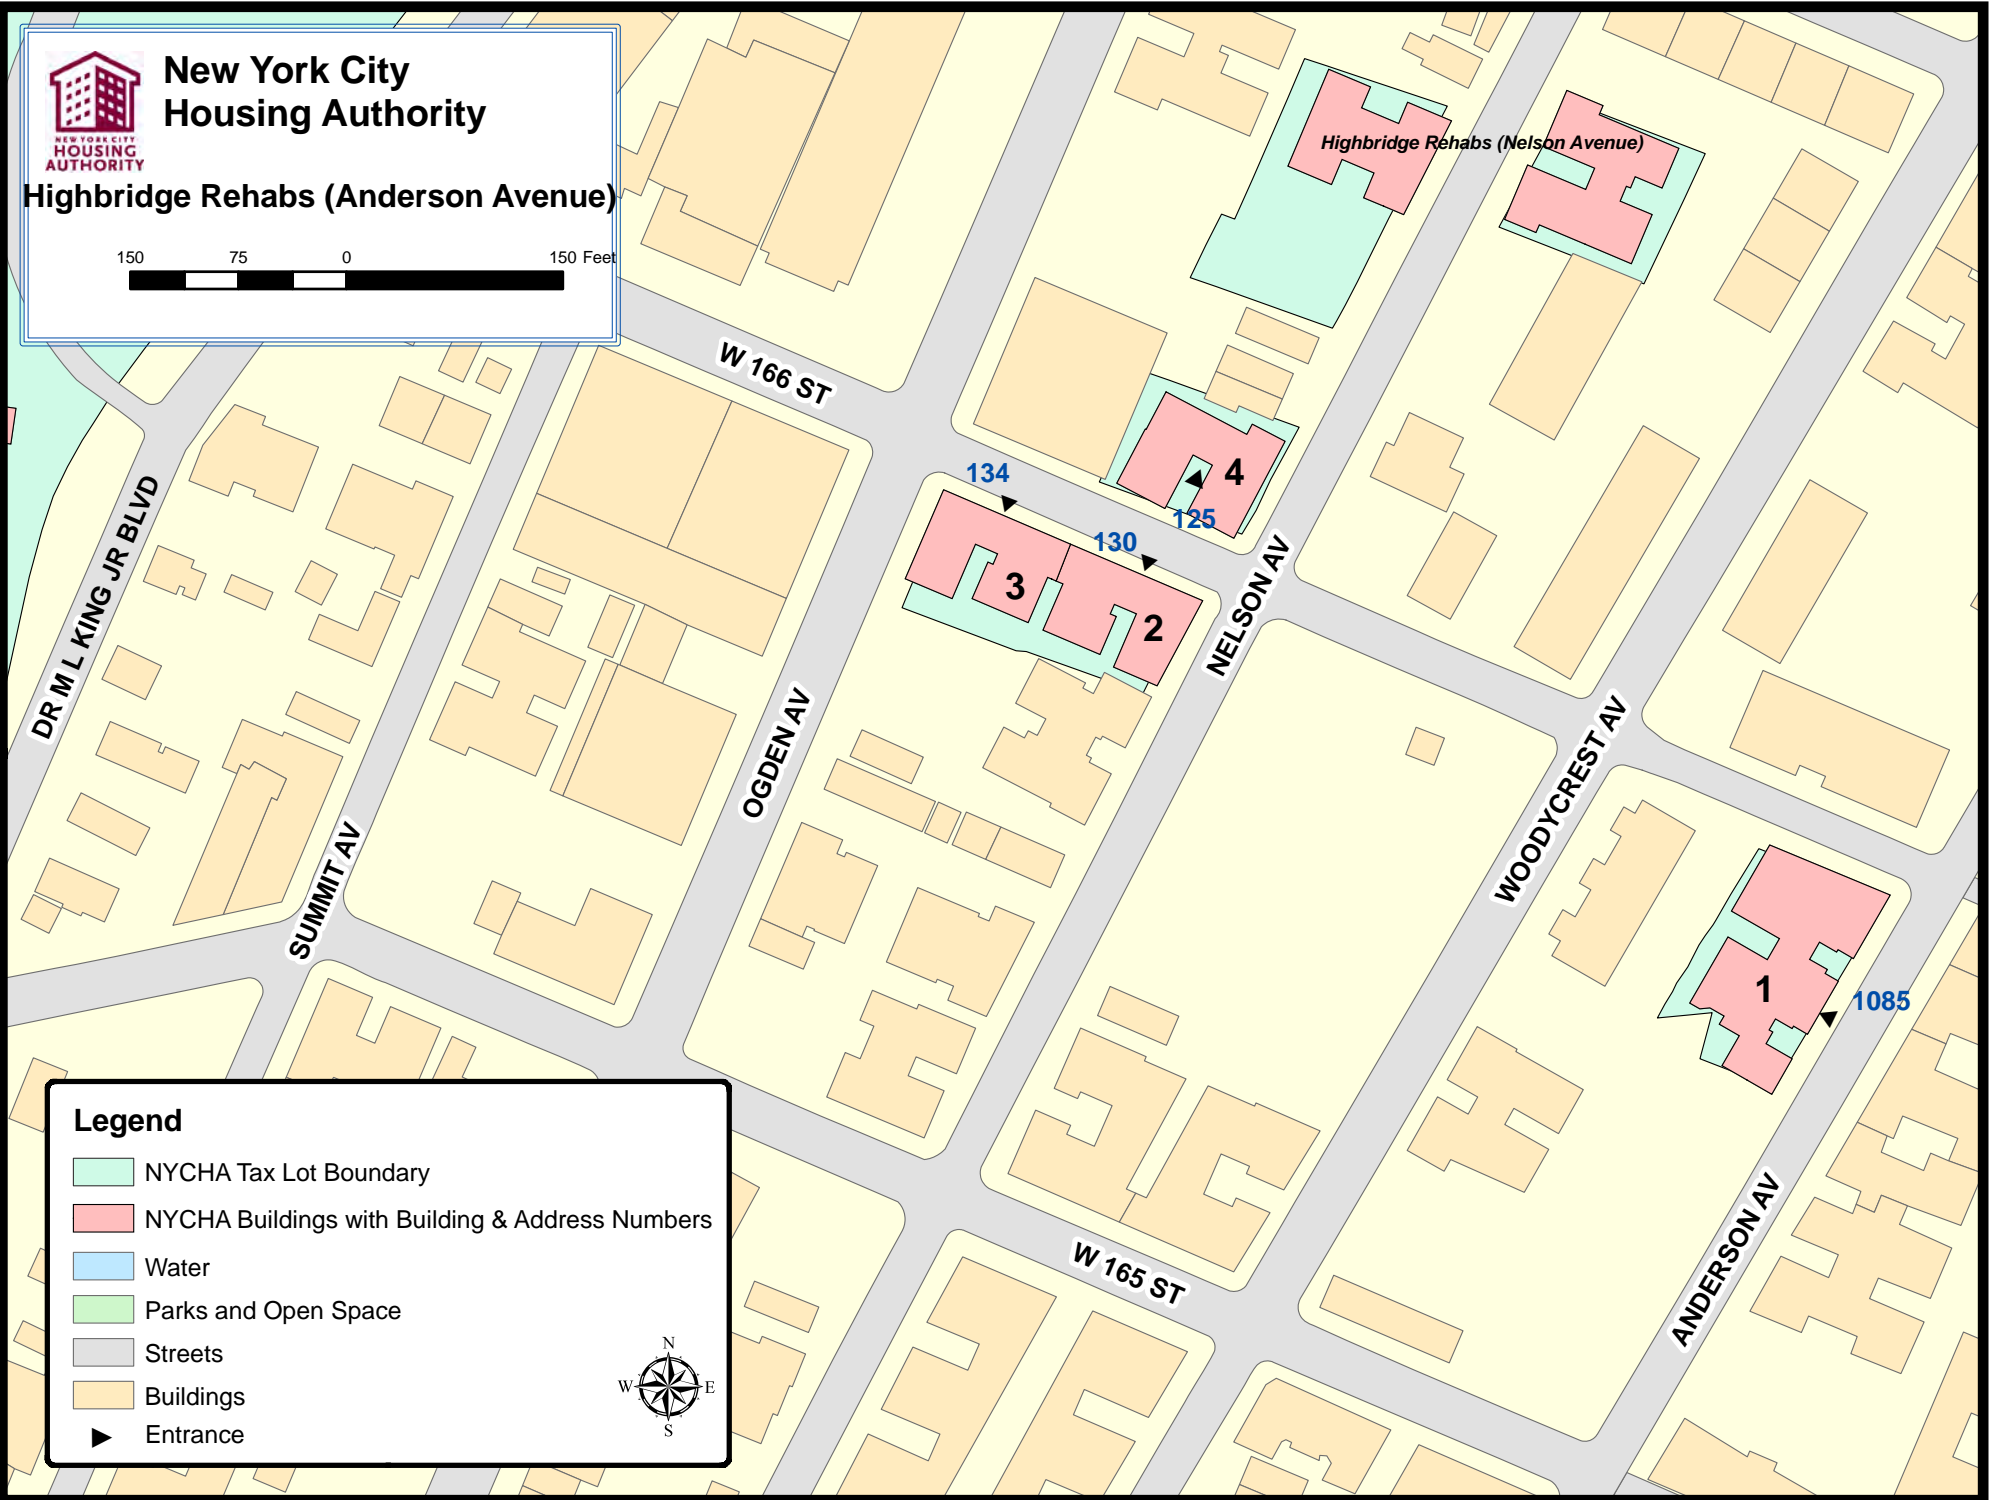 New York City
Housing Authority
NEW YORK CITY
HOUSING
AUTHORITY
Highbridge Rehabs (Anderson Avenue)
150 75 0 150 Feet
Highbridge Rehabs (Nelson Avenue)
W 166 ST
134
4
125
130
3
2
DR M L KING JR BLVD
NELSON AV
OGDEN AV
WOODYCREST AV
SUMMIT AV
1
1085
W 165 ST
ANDERSON AV
Legend
NYCHA Tax Lot Boundary
NYCHA Buildings with Building & Address Numbers
Water
Parks and Open Space
Streets
Buildings
Entrance
N
W E
S